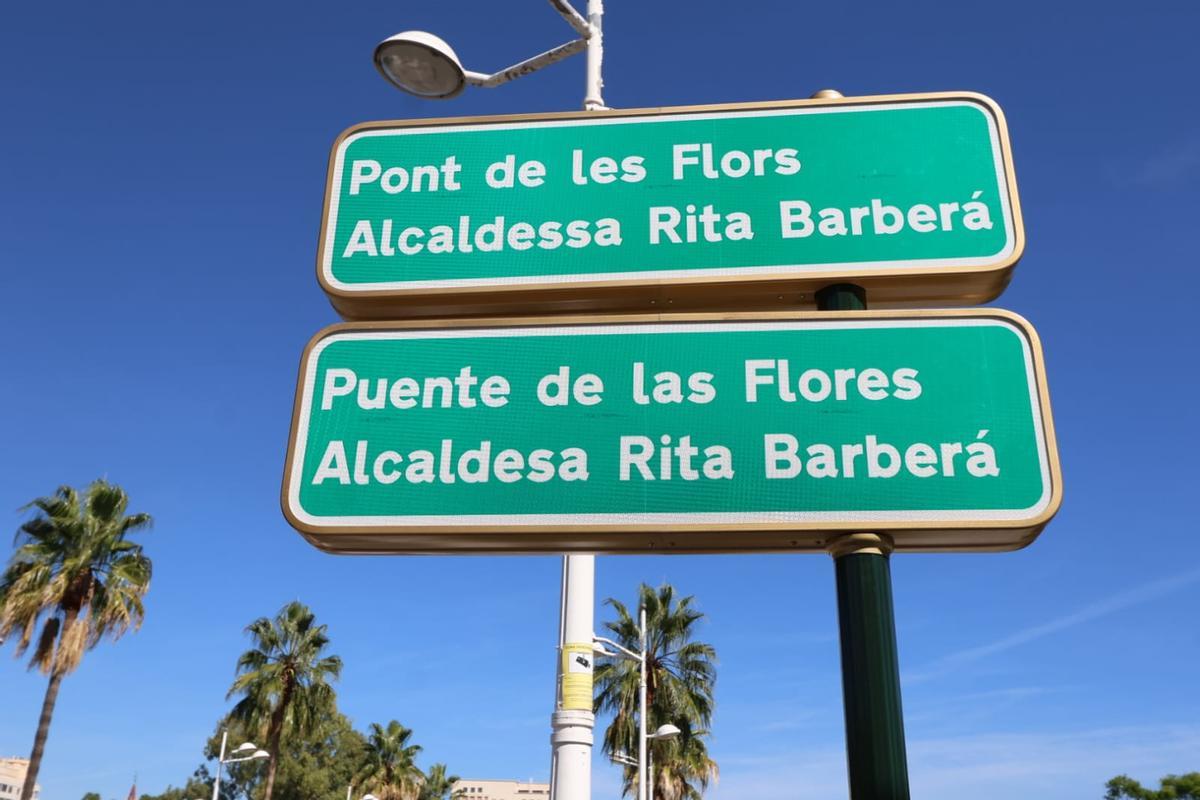 Pont de les Flors
Alcaldessa Rita Barberá
Puente de las Flores
Alcaldesa Rita Barberá